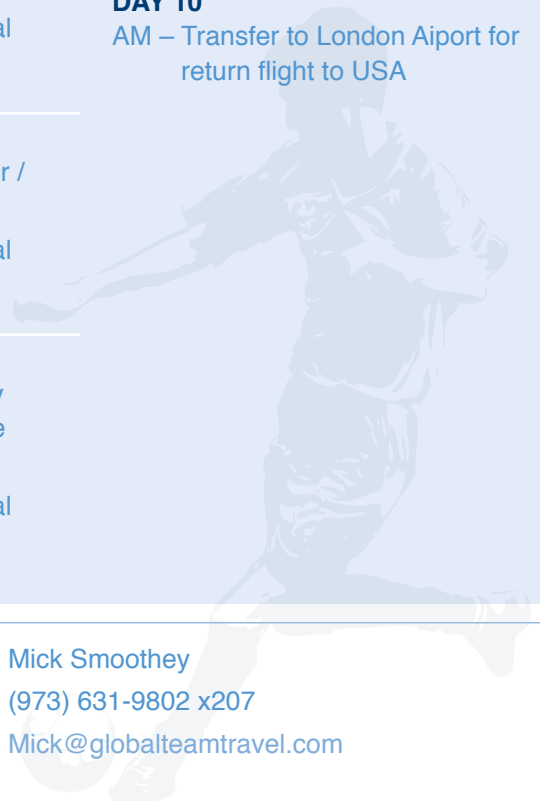 DAY 10
AM – Transfer to London Aiport for
return flight to USA
r /
Mick Smoothey
(973) 631-9802 x207
Mick@globalteamtravel.com